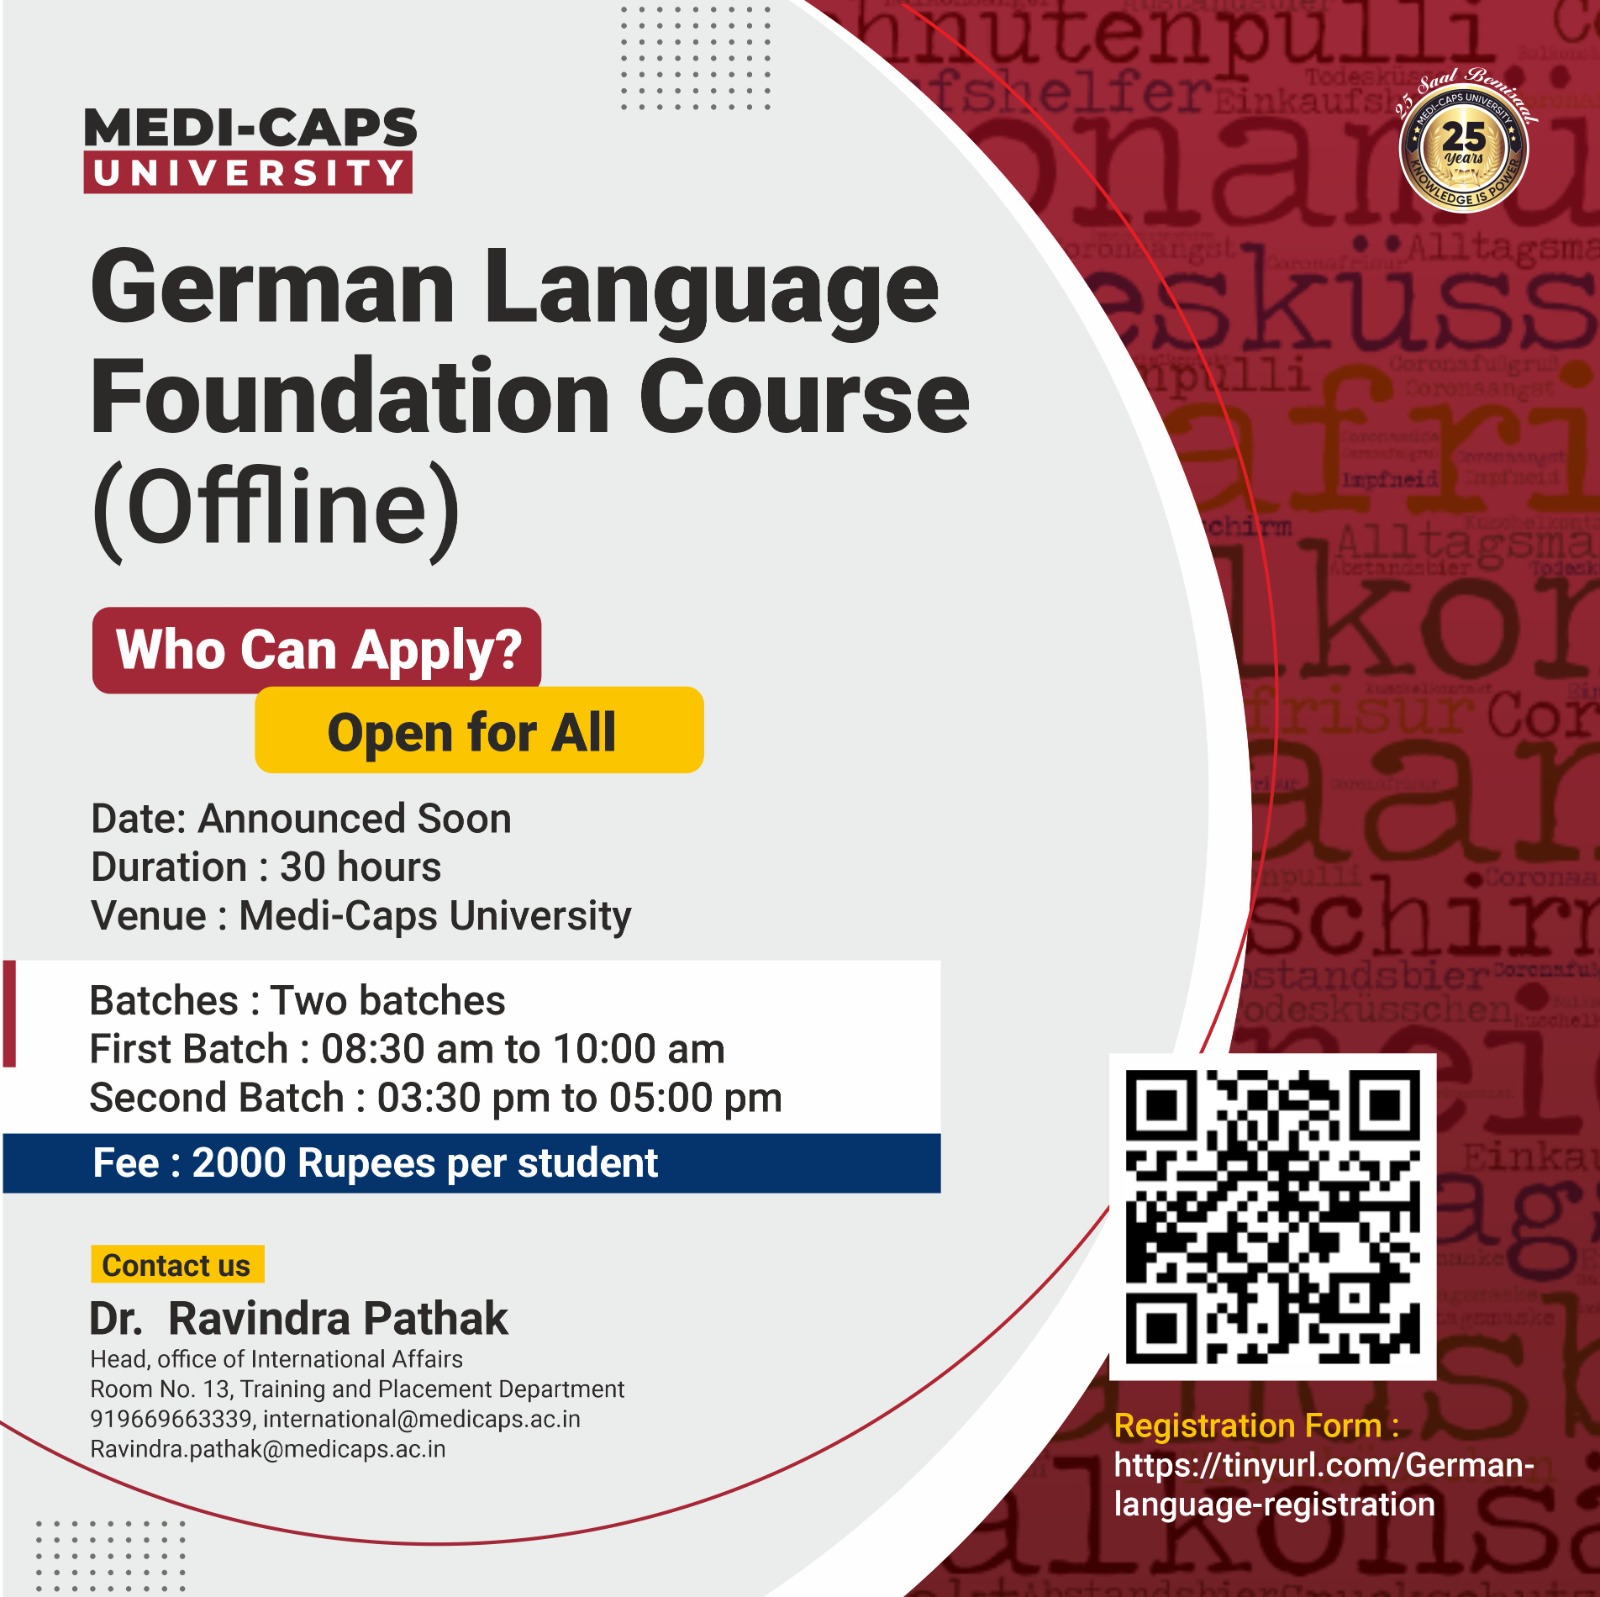 MEDI-CAPS
UNIVERSITY
25 Saal Bemisaal
MEDI-CAPS UNIVERSITY
25
Years
KNOWLEDGE IS POWER
German Language
Foundation Course
(Offline)
Who Can Apply?
Open for All
Date: Announced Soon
Duration : 30 hours
Venue : Medi-Caps University
Batches : Two batches
First Batch : 08:30 am to 10:00 am
Second Batch : 03:30 pm to 05:00 pm
Fee : 2000 Rupees per student
Contact us
Dr. Ravindra Pathak
Head, office of International Affairs
Room No. 13, Training and Placement Department
919669663339, international@medicaps.ac.in
Ravindra.pathak@medicaps.ac.in
Registration Form :
https://tinyurl.com/German-
language-registration